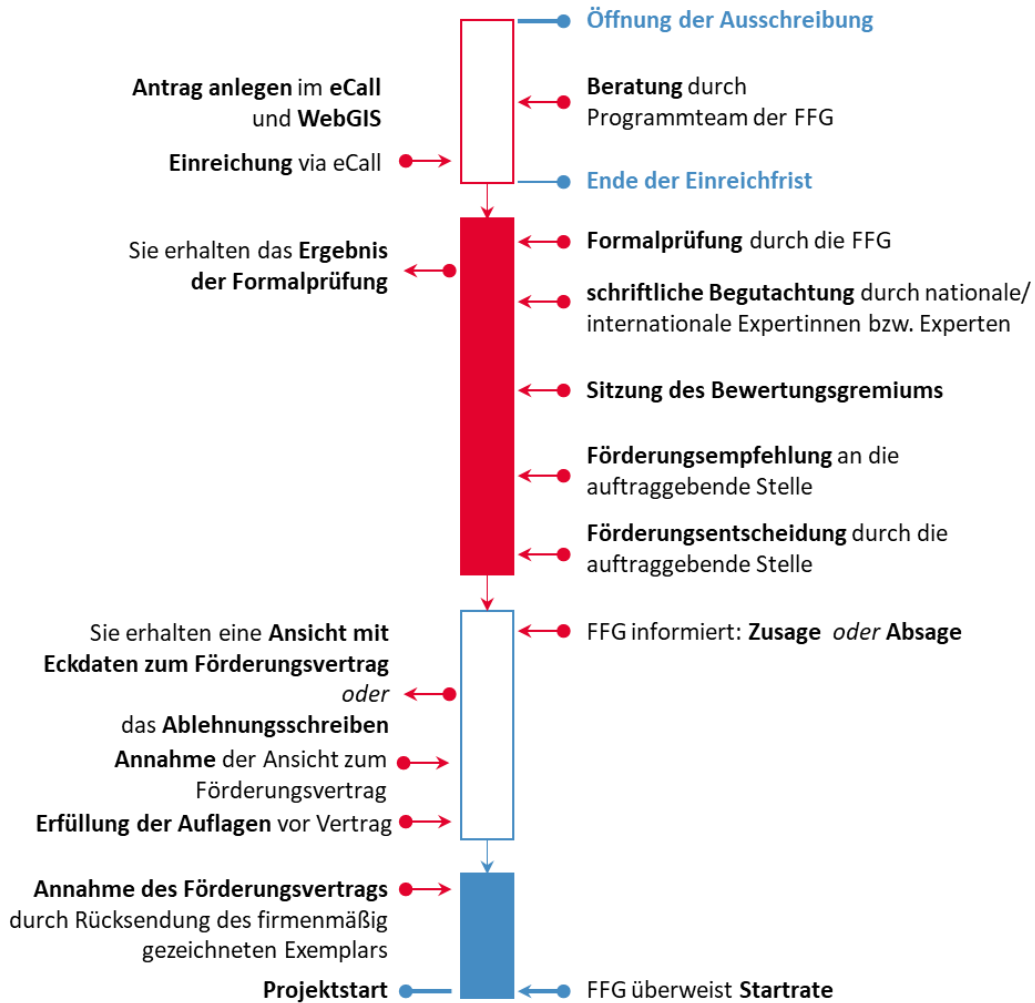 Öffnung der Ausschreibung
Antrag anlegen im eCall
und WebGIS
Beratung durch
Programmteam der FFG
Einreichung via eCall
Ende der Einreichfrist
Formalprüfung durch die FFG
Sie erhalten das Ergebnis
der Formalprüfung
schriftliche Begutachtung durch nationale/
internationale Expertinnen bzw. Experten
Sitzung des Bewertungsgremiums
Förderungsempfehlung an die
auftraggebende Stelle
Förderungsentscheidung durch die
auftraggebende Stelle
FFG informiert: Zusage oder Absage
Sie erhalten eine Ansicht mit
Eckdaten zum Förderungsvertrag
oder
das Ablehnungsschreiben
Annahme der Ansicht zum
Förderungsvertrag
Erfüllung der Auflagen vor Vertrag
Annahme des Förderungsvertrags
durch Rücksendung des firmenmäßig
gezeichneten Exemplars
Projektstart
FFG überweist Startrate